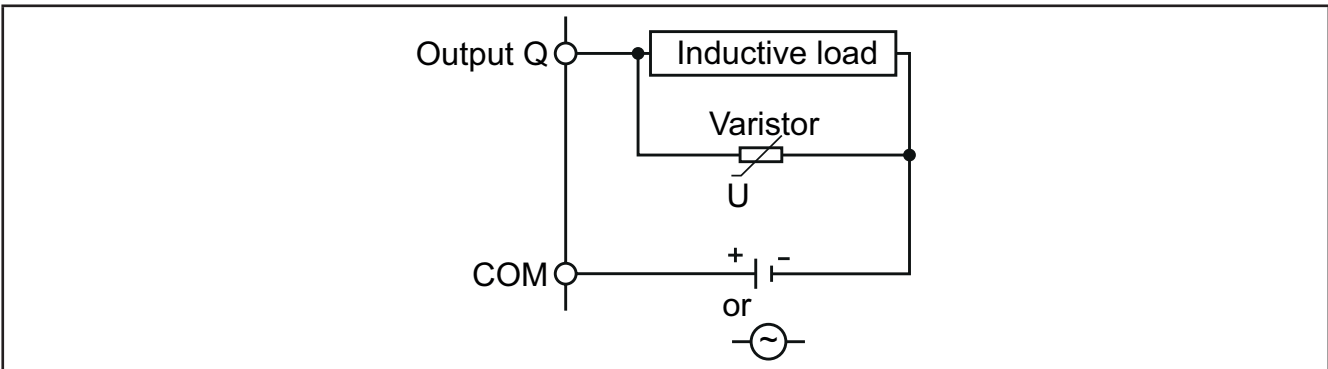 Output Q
Inductive load
Varistor
U
COM
+ –
or
~